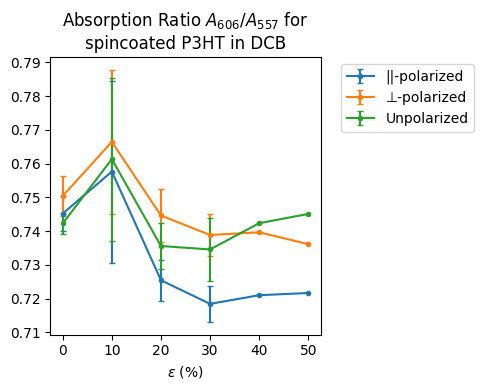 Absorption Ratio A₆₀₆/A₅₅₇ for
spincoated P3HT in DCB
0.79
0.78
0.77
0.76
0.75
0.74
0.73
0.72
0.71
0
10
20
30
40
50
ε (%)
||-polarized
⊥-polarized
Unpolarized